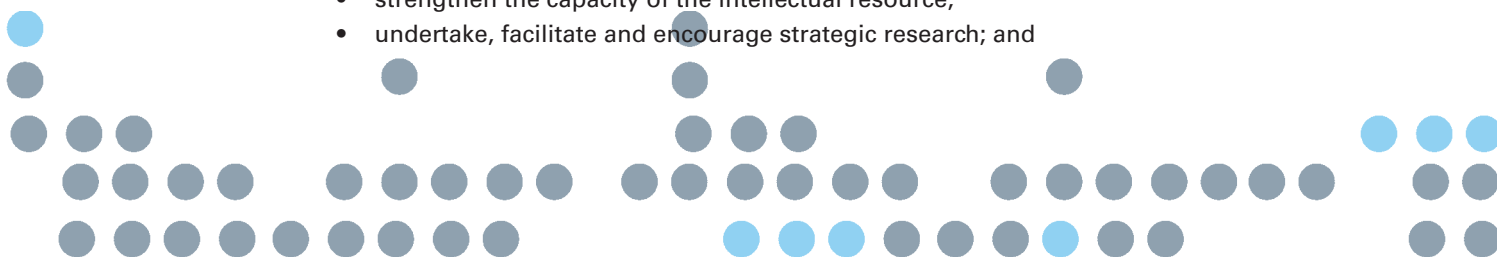 • strengthen the capacity of the intellectual resource;
• undertake, facilitate and encourage strategic research; and